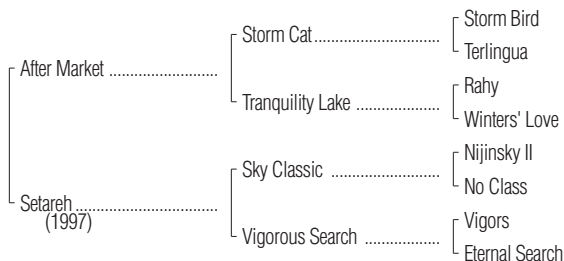 Storm Bird
Storm Cat
Terlingua
After Market
Rahy
Tranquility Lake
Winters' Love
Nijinsky II
Sky Classic
No Class
Setareh
(1997)
Vigors
Vigorous Search
Eternal Search